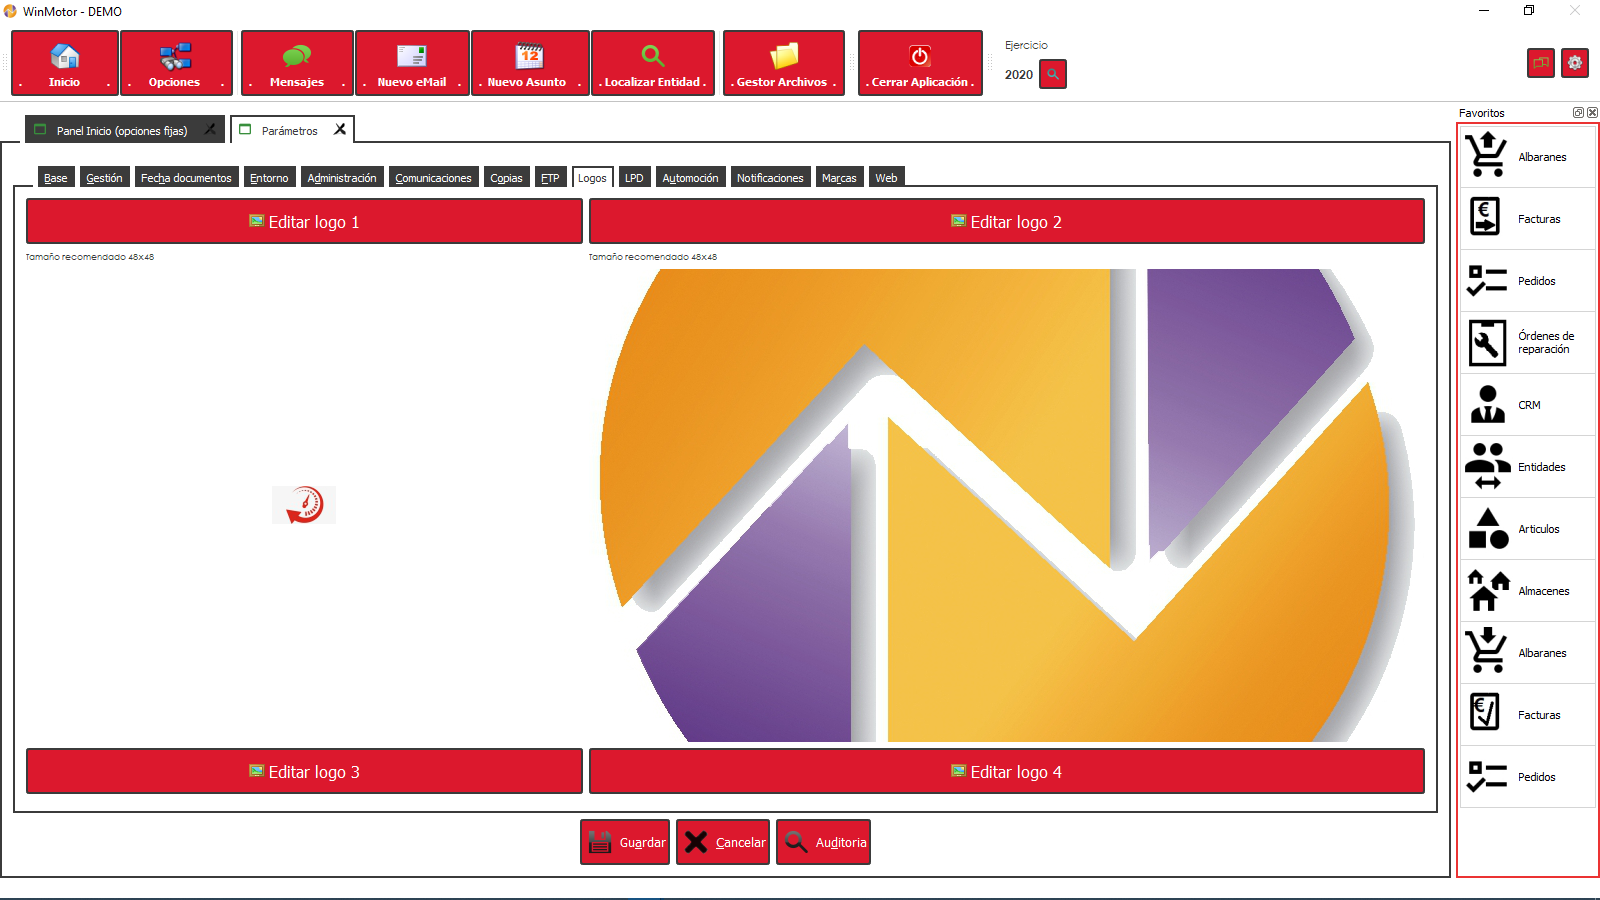 WinMotor - DEMO
. Inicio .
. Opciones .
. Mensajes .
. Nuevo eMail .
. Nuevo Asunto .
. Localizar Entidad .
. Gestor Archivos .
. Cerrar Aplicación .
Ejercicio
2020
12
Favoritos
Panel Inicio (opciones fijas)
Parámetros
Base
Gestión
Fecha documentos
Entorno
Administración
Comunicaciones
Copias
FTP
Logos
LPD
Automoción
Notificaciones
Marcas
Web
Editar logo 1
Editar logo 2
Tamaño recomendado 48x48
Tamaño recomendado 48x48
Editar logo 3
Editar logo 4
Guardar
Cancelar
Auditoria
Albaranes
€
Facturas
Pedidos
Órdenes de
reparación
CRM
Entidades
Articulos
Almacenes
Albaranes
€
Facturas
Pedidos